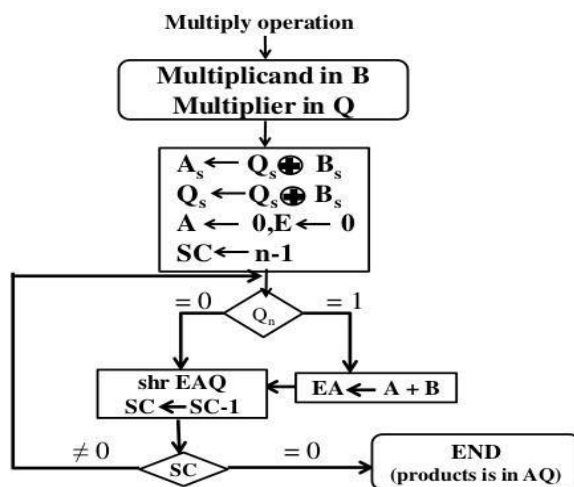 Multiply operation
Multiplicand in B
Multiplier in Q
Aₛ ← Qₛ ⊕ Bₛ
Qₛ ← Qₛ ⊕ Bₛ
A ← 0,E ← 0
SC ← n-1
= 0
= 1
Qₙ
shr EAQ
SC ← SC-1
EA ← A + B
≠ 0
SC
= 0
END
(products is in AQ)